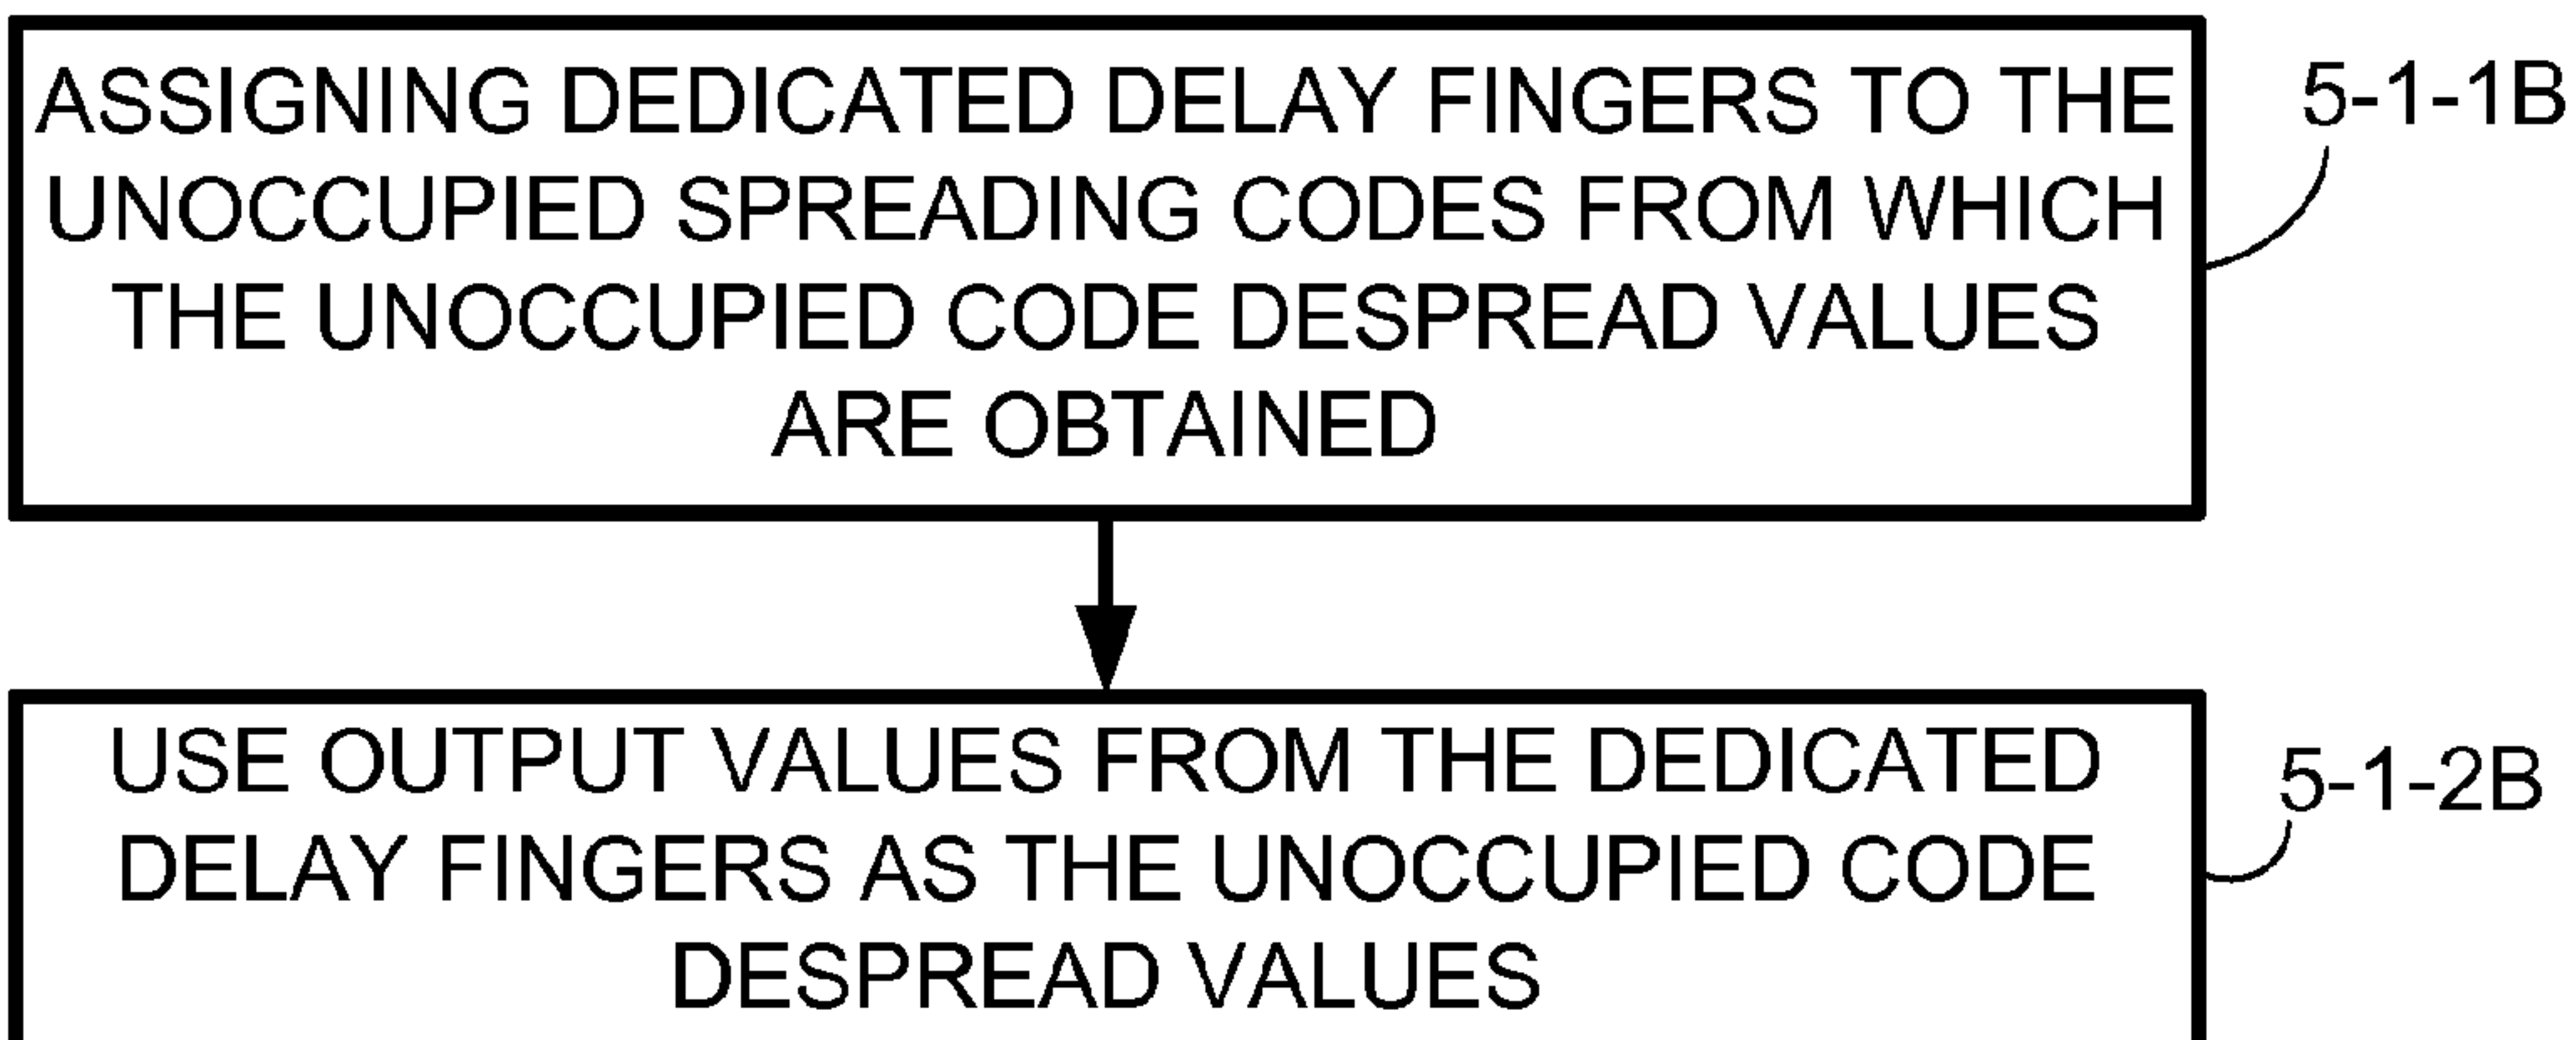 ASSIGNING DEDICATED DELAY FINGERS TO THE
UNOCCUPIED SPREADING CODES FROM WHICH
THE UNOCCUPIED CODE DESPREAD VALUES
ARE OBTAINED
5-1-1B
USE OUTPUT VALUES FROM THE DEDICATED
DELAY FINGERS AS THE UNOCCUPIED CODE
DESPREAD VALUES
5-1-2B